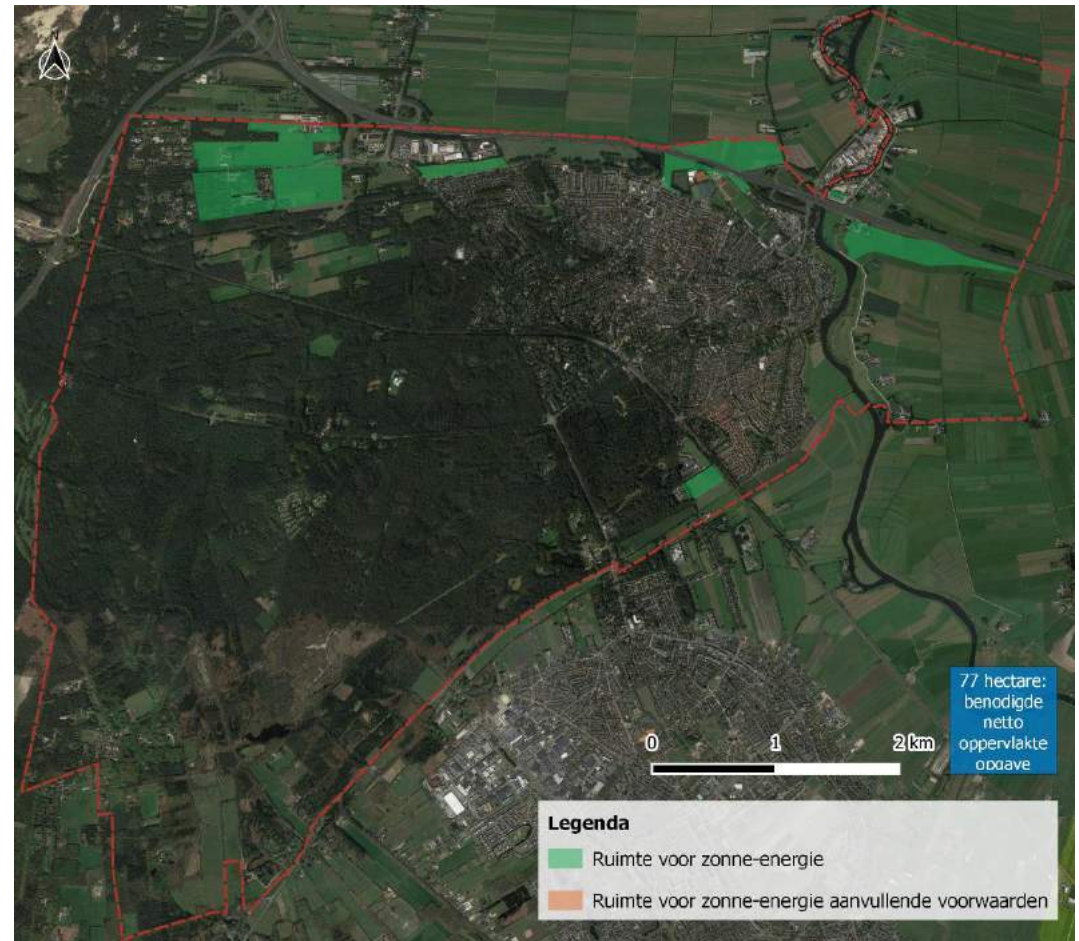 N
77 hectare:
benodigde
netto
oppervlakte
opgave
0 1 2 km
Legenda
Ruimte voor zonne-energie
Ruimte voor zonne-energie aanvullende voorwaarden